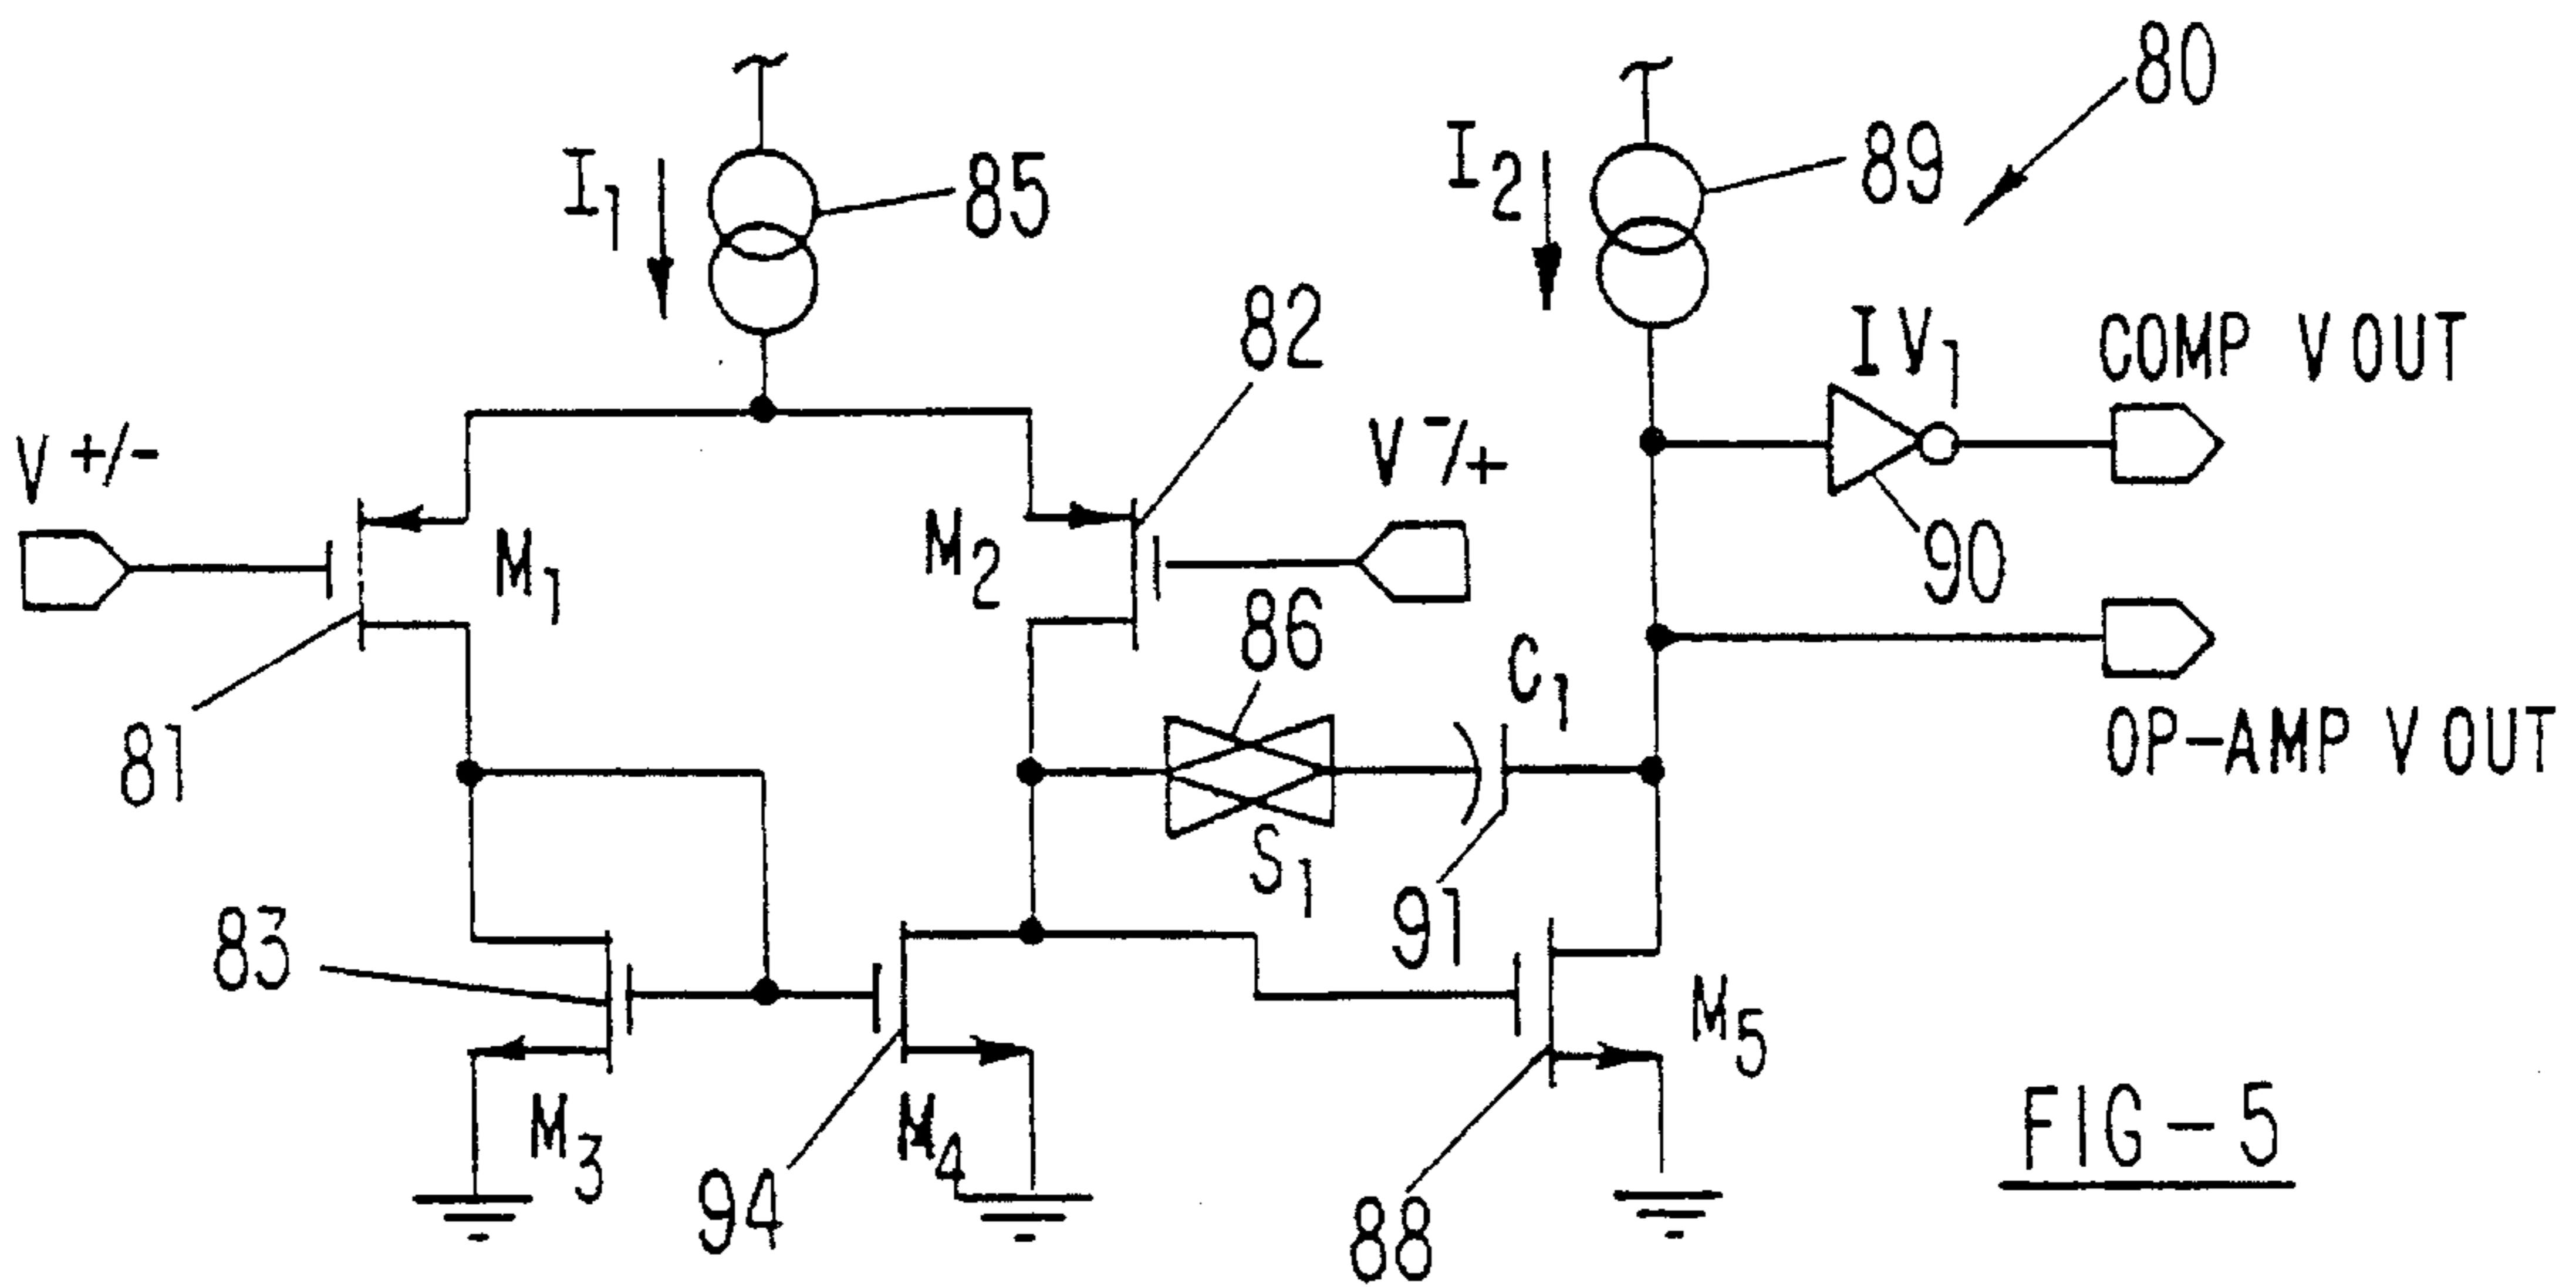 80
I1
85
I2
89
82
IV1
COMP V OUT
V +/-
V -/+
M1
M2
90
86
C1
81
OP-AMP V OUT
S1
83
91
M5
M3
94
M4
88
FIG-5